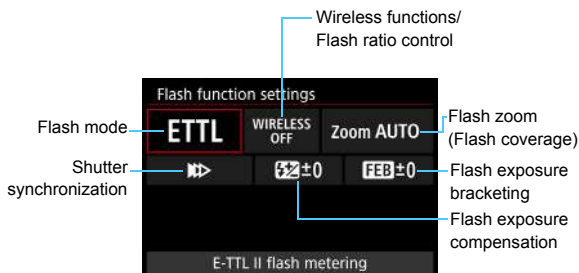 Wireless functions/
Flash ratio control
Flash function settings
Flash mode
ETTL
WIRELESS
OFF
Zoom AUTO
Flash zoom
(Flash coverage)
Shutter
synchronization
±0
FEB ±0
Flash exposure
bracketing
Flash exposure
compensation
E-TTL II flash metering